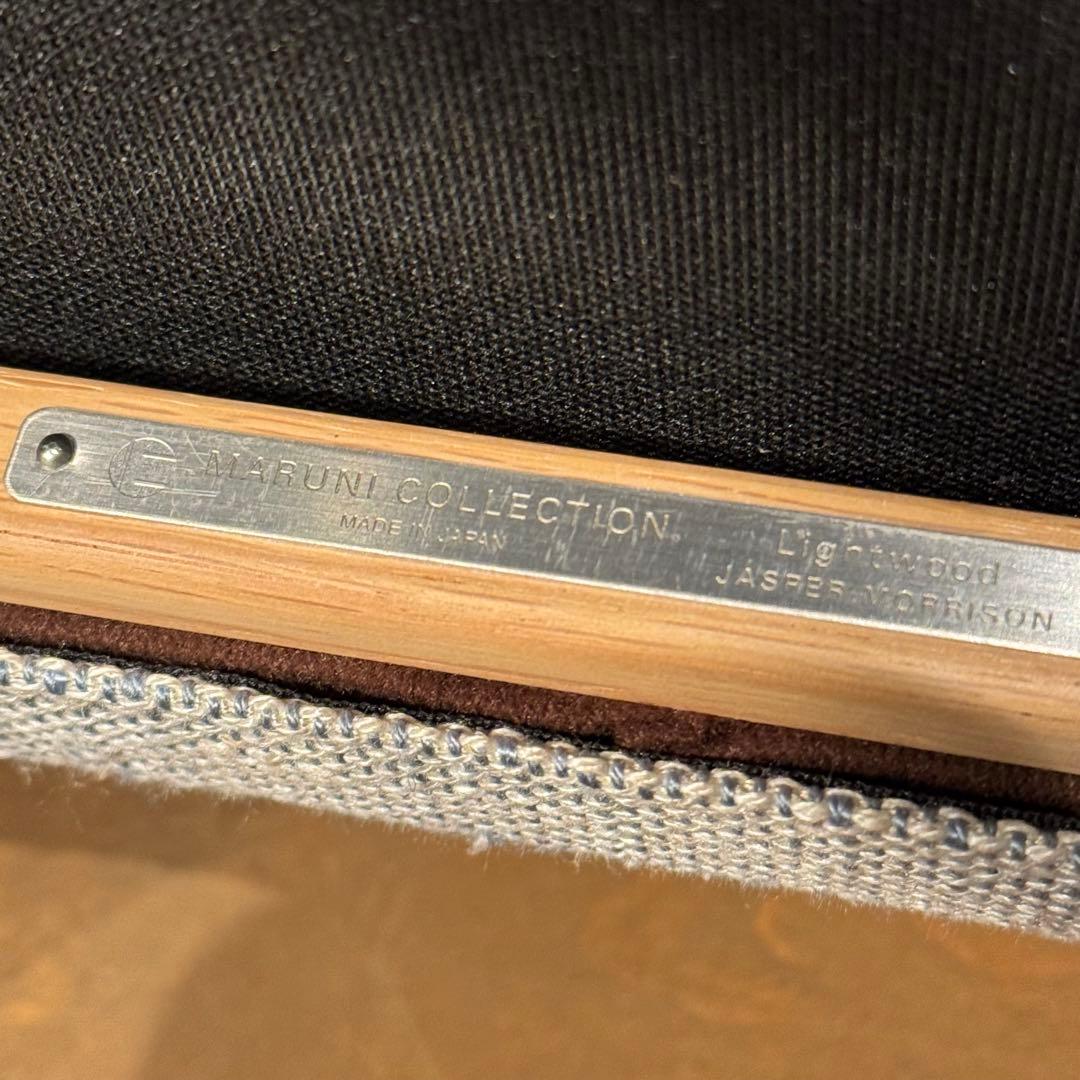 MARUNI COLLECTION.
MADE IN JAPAN
Lightwood
JASPER MORRISON